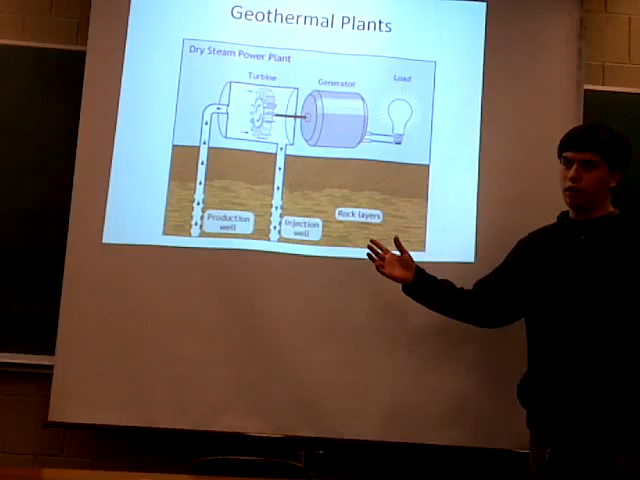 Geothermal Plants
Dry Steam Power Plant
Turbine
Generator
Load
Production
well
Injection
well
Rock layers